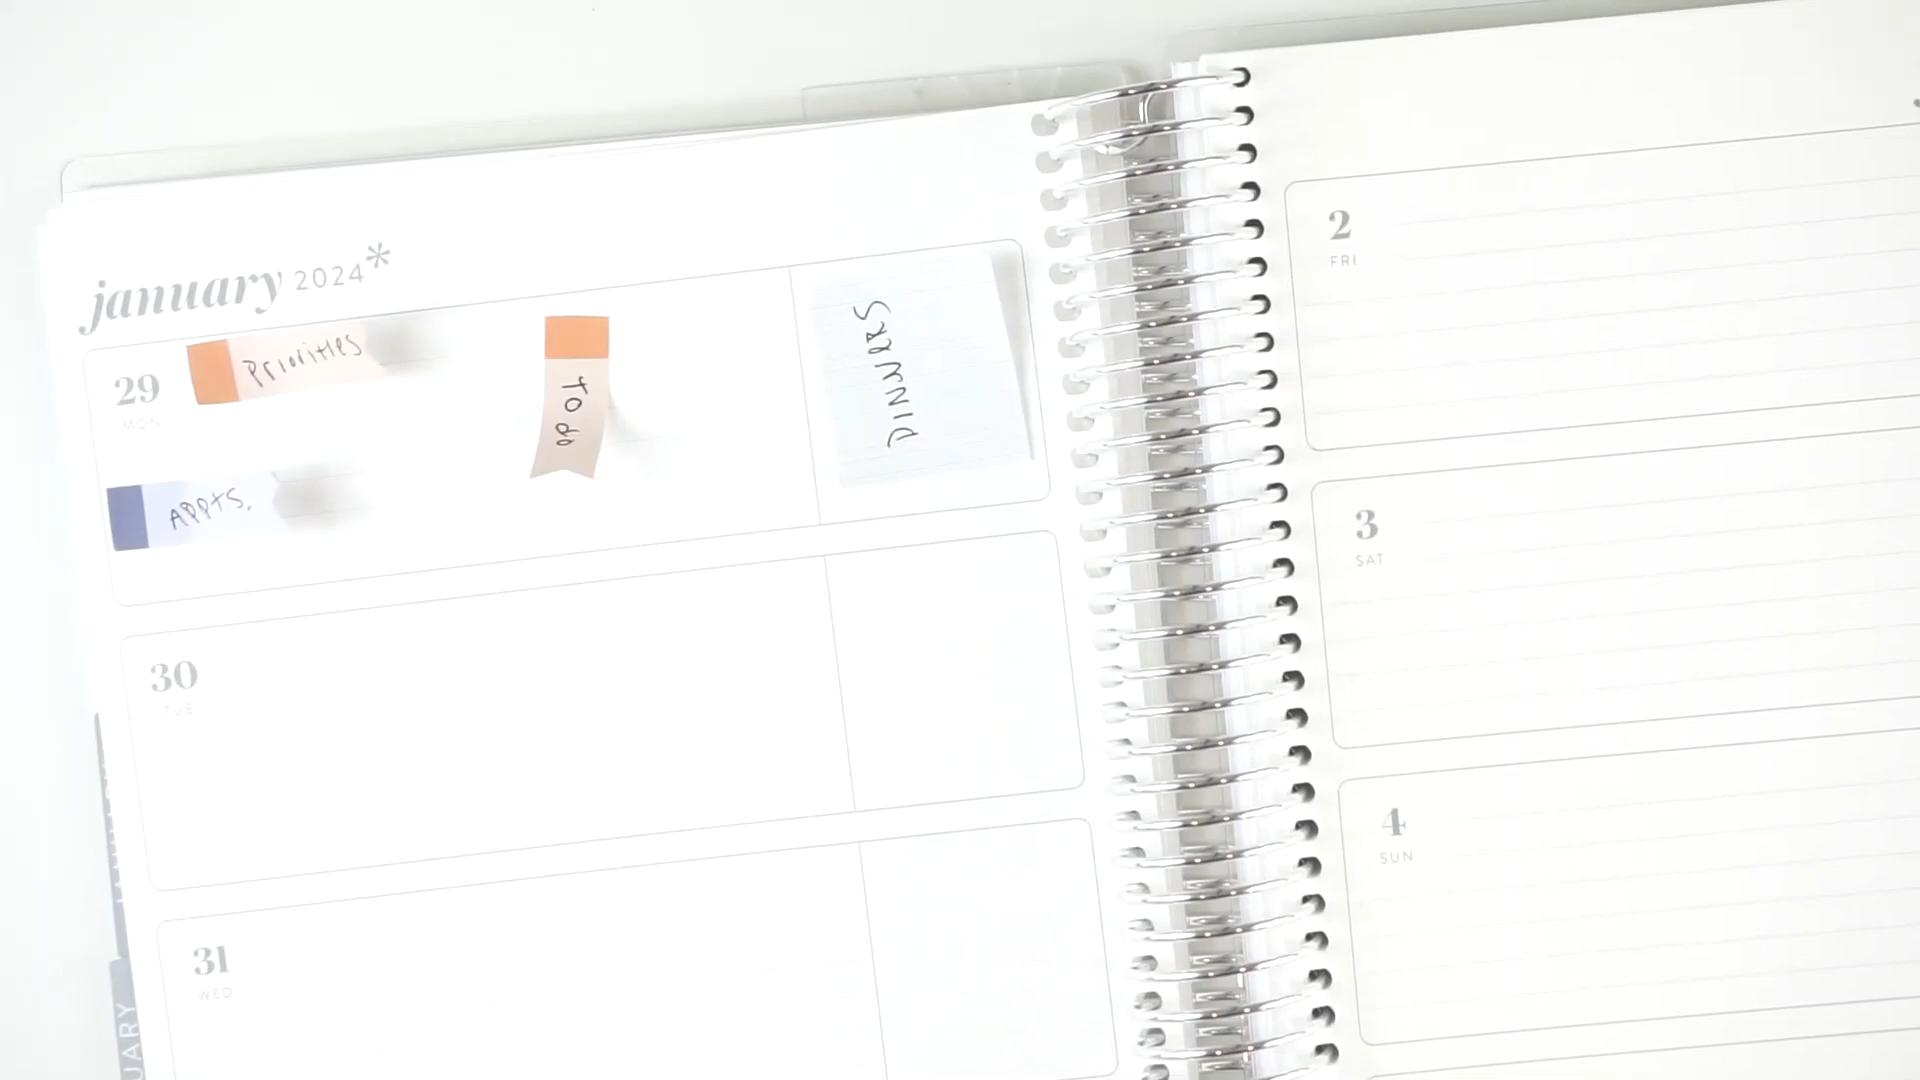 january 2024*
29
MON
Priorities
To do
APPTS.
DINNERS
30
TUE
31
WED
2
FRI
3
SAT
4
SUN